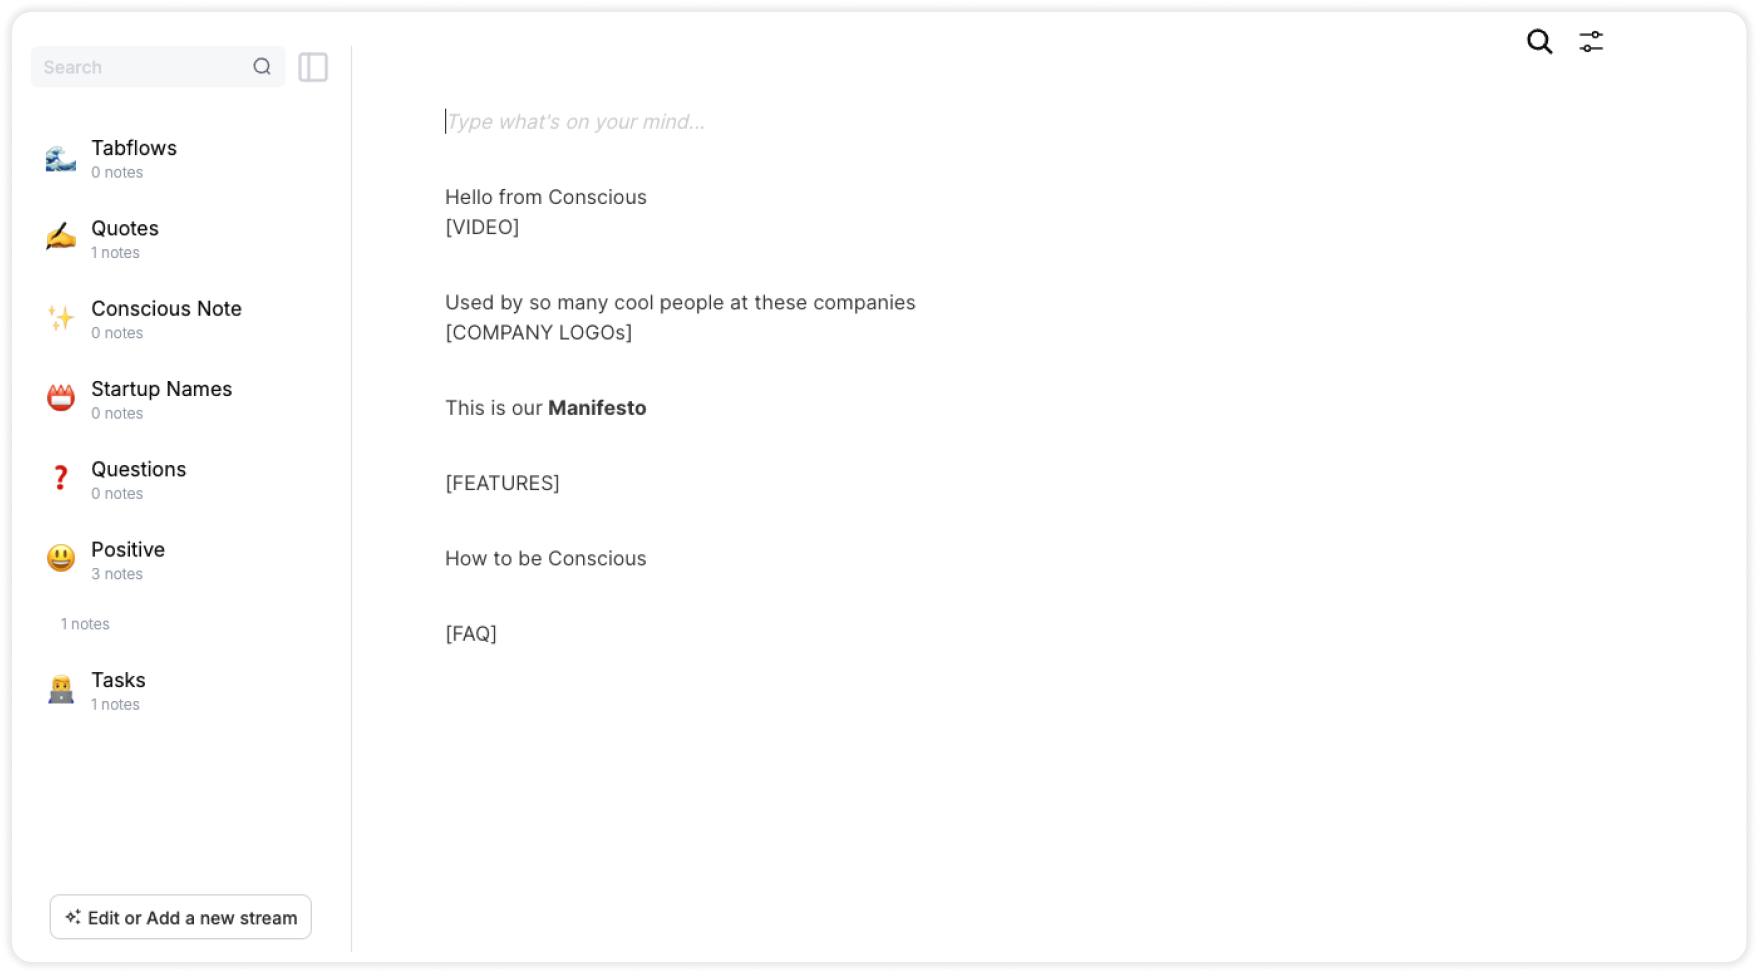 Search
Tabflows
0 notes
Quotes
1 notes
Conscious Note
0 notes
Startup Names
0 notes
Questions
0 notes
Positive
3 notes
1 notes
Tasks
1 notes
Edit or Add a new stream
Type what's on your mind...
Hello from Conscious
[VIDEO]
Used by so many cool people at these companies
[COMPANY LOGOs]
This is our Manifesto
[FEATURES]
How to be Conscious
[FAQ]